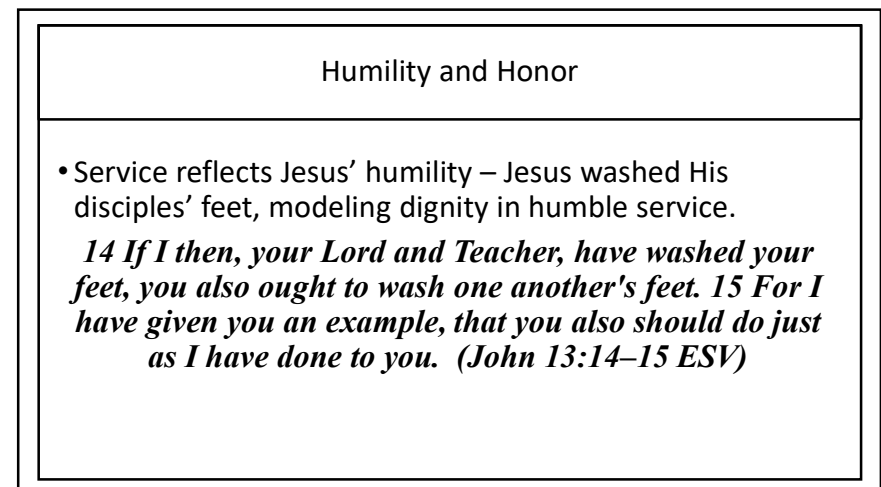 Humility and Honor
• Service reflects Jesus’ humility – Jesus washed His
disciples’ feet, modeling dignity in humble service.
14 If I then, your Lord and Teacher, have washed your
feet, you also ought to wash one another's feet. 15 For I
have given you an example, that you also should do just
as I have done to you.  (John 13:14–15 ESV)